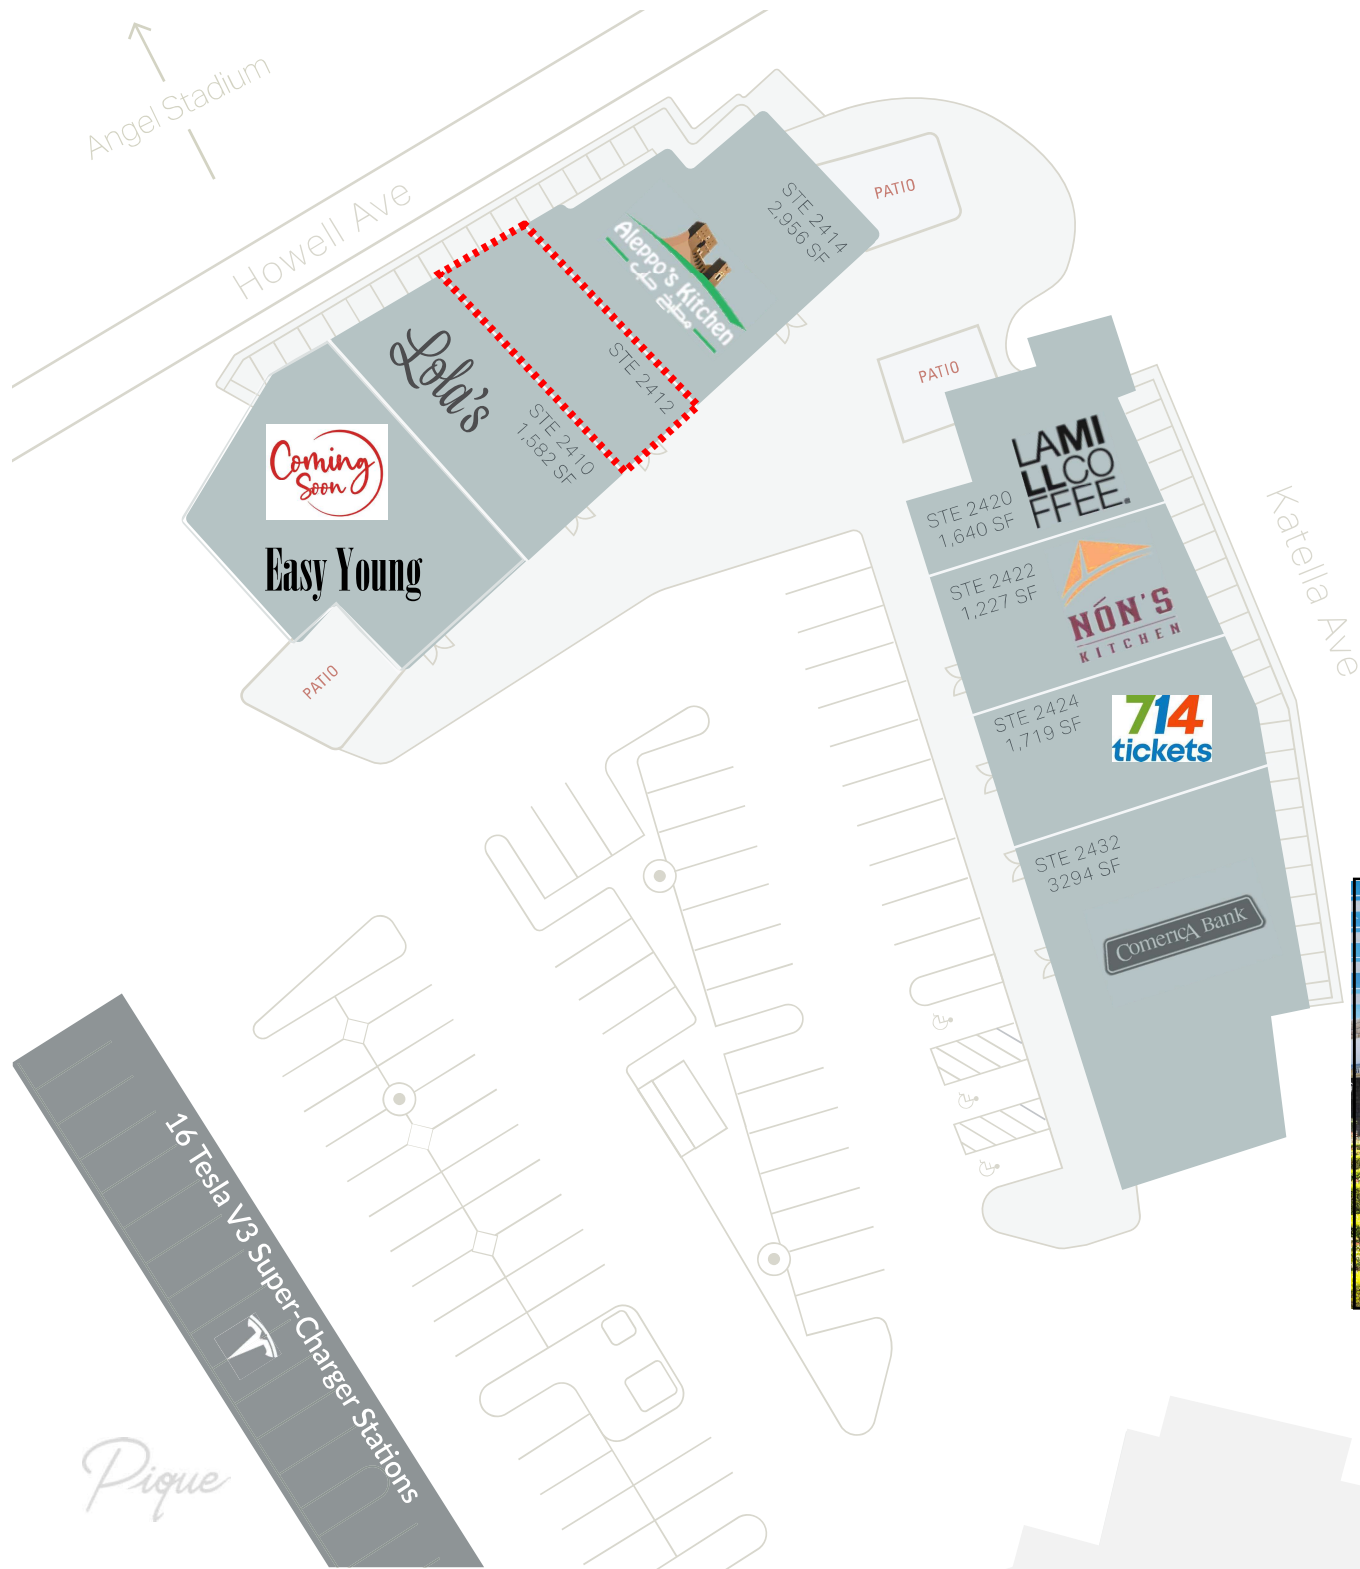 Angel Stadium
Howell Ave
PATIO
STE 2414
2,956 SF
Aleppo's Kitchen
مطبخ حلب
STE 2412
Lola's
STE 2410
1,582 SF
Coming
Soon
Easy Young
PATIO
PATIO
LAMI
LLCO
FFEE.
STE 2420
1,640 SF
STE 2422
1,227 SF
NÓN'S
KITCHEN
STE 2424
1,719 SF
714
tickets
STE 2432
3294 SF
ComericA Bank
Katella Ave
16 Tesla V3 Super-Charger Stations
Pique